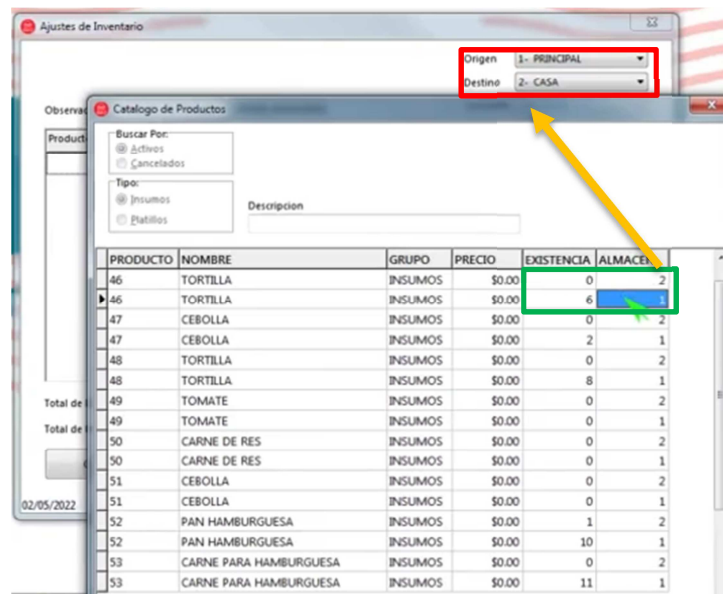 Ajustes de Inventario
Origen 1- PRINCIPAL
Destino 2- CASA
Catalogo de Productos
Buscar Por:
Activos
Cancelados
Tipo:
Insumos
Platillos
Descripcion
PRODUCTO NOMBRE GRUPO PRECIO EXISTENCIA
46 TORTILLA INSUMOS $0.00 0 2
46 TORTILLA INSUMOS $0.00 6 1
47 CEBOLLA INSUMOS $0.00 0 2
47 CEBOLLA INSUMOS $0.00 2 1
48 TORTILLA INSUMOS $0.00 0 2
48 TORTILLA INSUMOS $0.00 8 1
49 TOMATE INSUMOS $0.00 0 2
49 TOMATE INSUMOS $0.00 0 1
50 CARNE DE RES INSUMOS $0.00 0 2
50 CARNE DE RES INSUMOS $0.00 0 1
51 CEBOLLA INSUMOS $0.00 0 2
51 CEBOLLA INSUMOS $0.00 0 1
52 PAN HAMBURGUESA INSUMOS $0.00 1 2
52 PAN HAMBURGUESA INSUMOS $0.00 10 1
53 CARNE PARA HAMBURGUESA INSUMOS $0.00 0 2
53 CARNE PARA HAMBURGUESA INSUMOS $0.00 11 1
Total de
Total de
02/05/2022